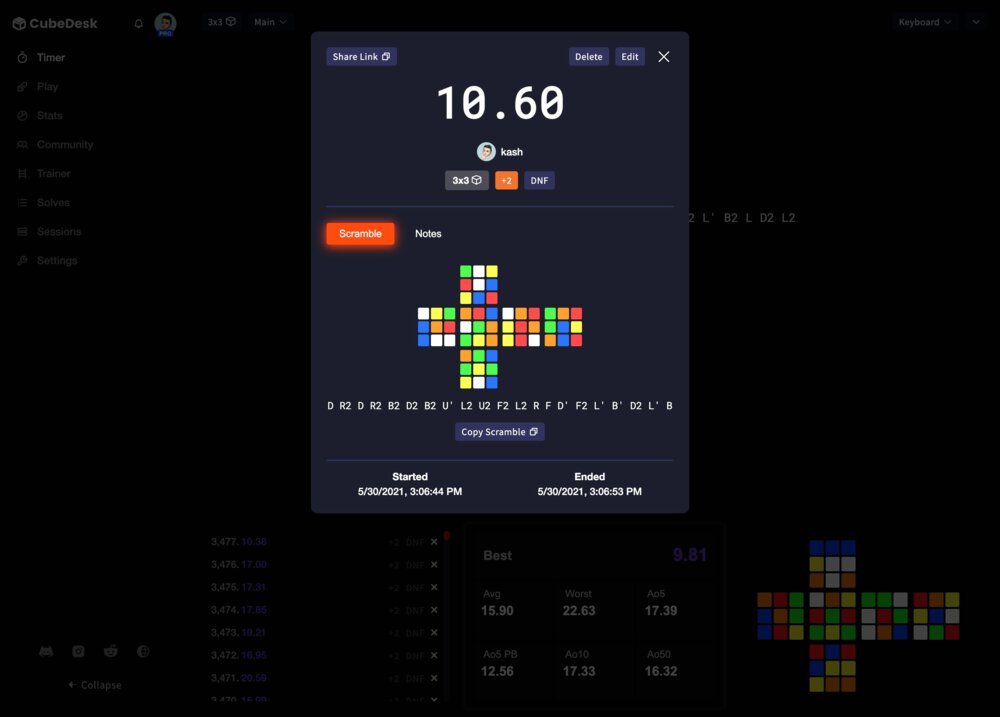 CubeDesk
PRO
3x3
Main
Keyboard
Timer
Play
Stats
Community
Trainer
Solves
Sessions
Settings
Collapse
Share Link
Delete
Edit
10.60
kash
3x3
+2
DNF
Scramble
Notes
D R2 D R2 B2 D2 B2 U' L2 U2 F2 L2 R F D' F2 L' B' D2 L' B
Copy Scramble
Started
5/30/2021, 3:06:44 PM
Ended
5/30/2021, 3:06:53 PM
2 L' B2 L D2 L2
3,477. 10.36 +2 DNF
3,476. 17.00 +2 DNF
3,475. 17.31 +2 DNF
3,474. 17.85 +2 DNF
3,473. 19.21 +2 DNF
3,472. 16.95 +2 DNF
3,471. 20.59 +2 DNF
3,470. 15.99 +2 DNF
Best
9.81
Avg
15.90
Worst
22.63
Ao5
17.39
Ao5 PB
12.56
Ao10
17.33
Ao50
16.32